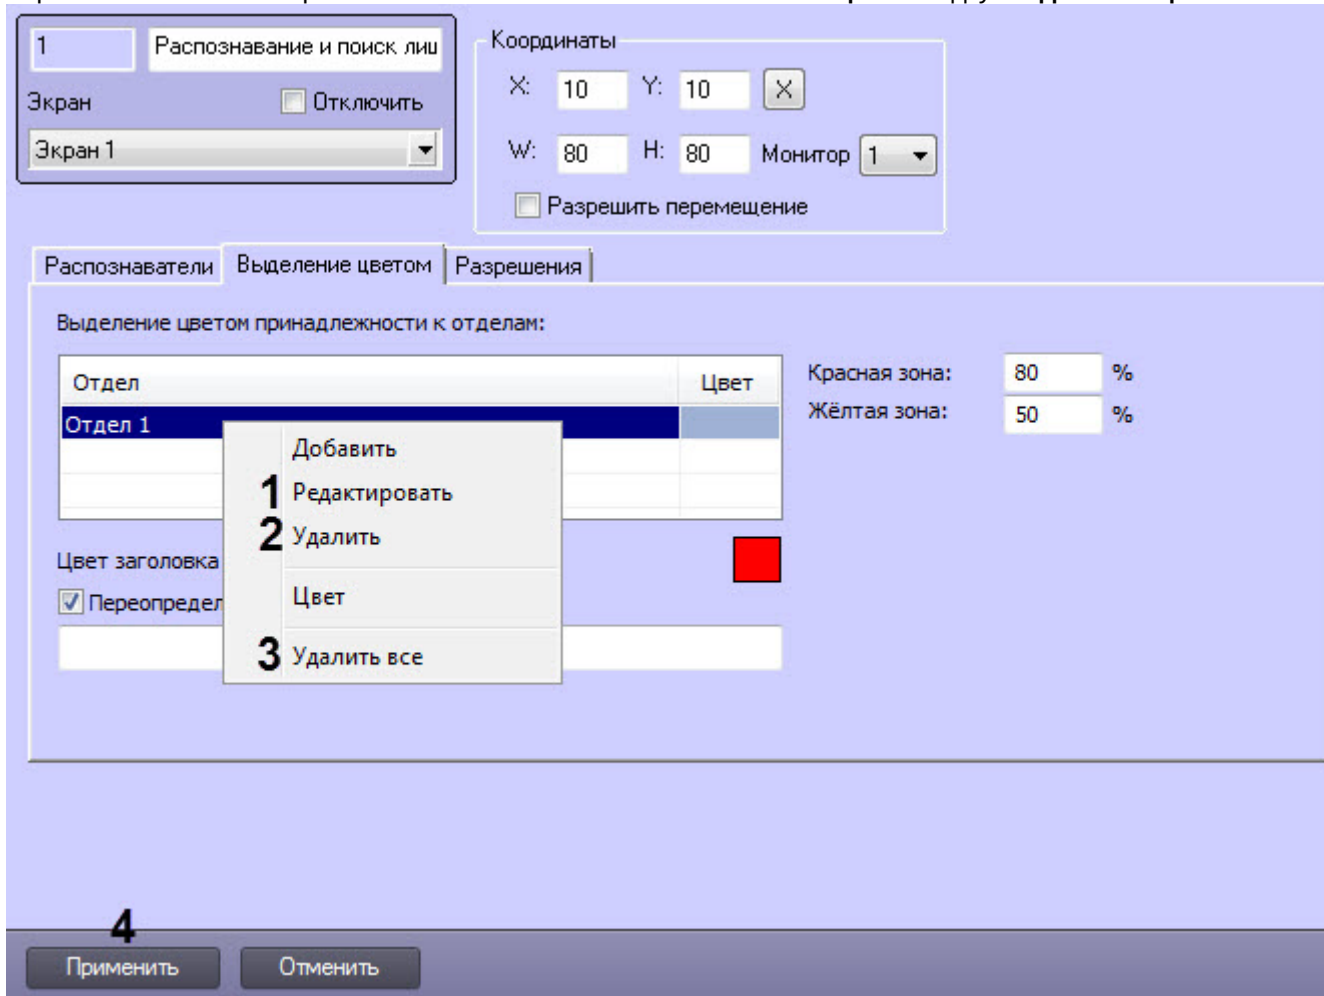 1
Распознавание и поиск лиц
Экран
Отключить
Экран 1
Координаты
X: 10 Y: 10 X
W: 80 H: 80 Монитор 1
Разрешить перемещение
Распознаватели Выделение цветом Разрешения
Выделение цветом принадлежности к отделам:
Отдел Цвет
Отдел 1
Красная зона: 80 %
Жёлтая зона: 50 %
Добавить
1 Редактировать
2 Удалить
Цвет
3 Удалить все
Цвет заголовка
Переопредел
4
Применить Отменить